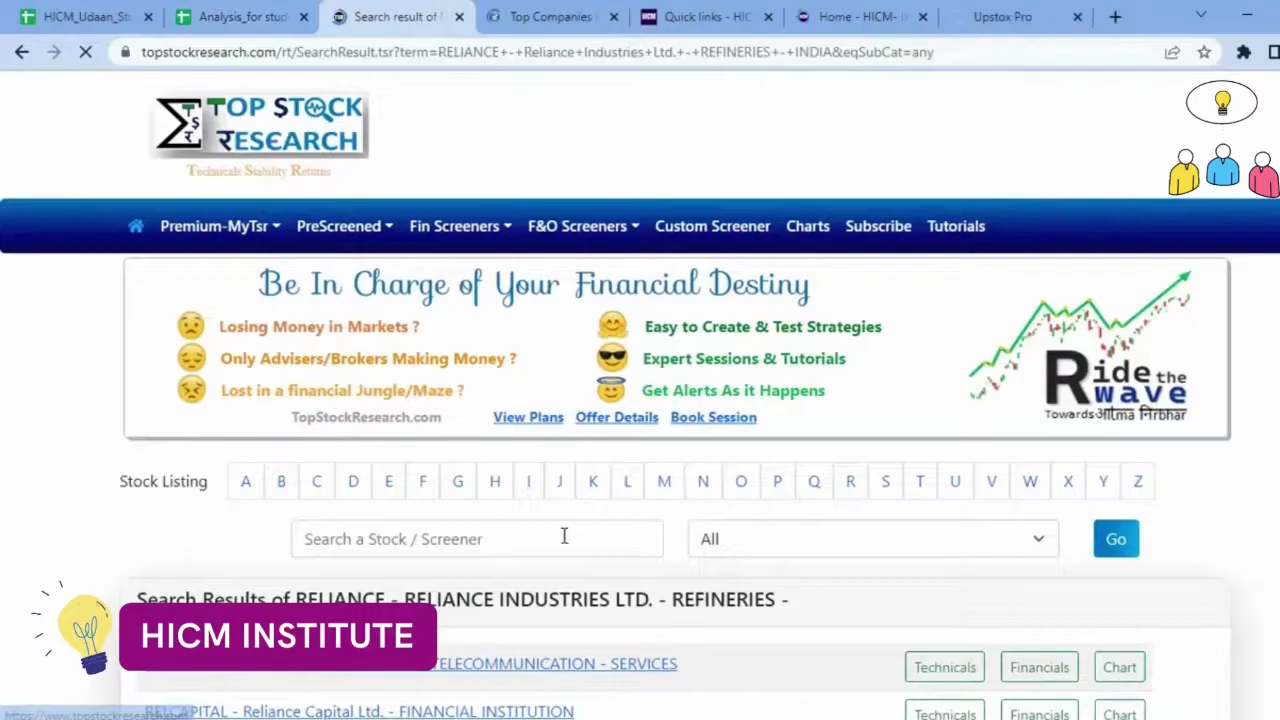 HICM_Udaan_St
Analysis_for stud
Search result of
Top Companies
Quick links - HIC
Home - HICM- I
Upstox Pro
topstockresearch.com/rt/SearchResult.tsr?term=RELIANCE+-+Reliance+Industries+Ltd.+-+REFINERIES+-+INDIA&eqSubCat=any
TOP STOCK
RESEARCH
Technicals Stability Returns
Premium-MyTsr PreScreened Fin Screeners F&O Screeners Custom Screener Charts Subscribe Tutorials
Be In Charge of Your Financial Destiny
Losing Money in Markets ? Easy to Create & Test Strategies
Only Advisers/Brokers Making Money ? Expert Sessions & Tutorials
Lost in a financial Jungle/Maze ? Get Alerts As it Happens
TopStockResearch.com View Plans Offer Details Book Session
Ride the
wave
Towards आत्म निरभर
Stock Listing A B C D E F G H I J K L M N O P Q R S T U V W X Y Z
Search a Stock / Screener All Go
Search Results of RELIANCE - RELIANCE INDUSTRIES LTD. - REFINERIES -
HICM INSTITUTE
TELECOMMUNICATION - SERVICES Technicals Financials Chart
RELCAPITAL - Reliance Capital Ltd. - FINANCIAL INSTITUTION Technicals Financials Chart